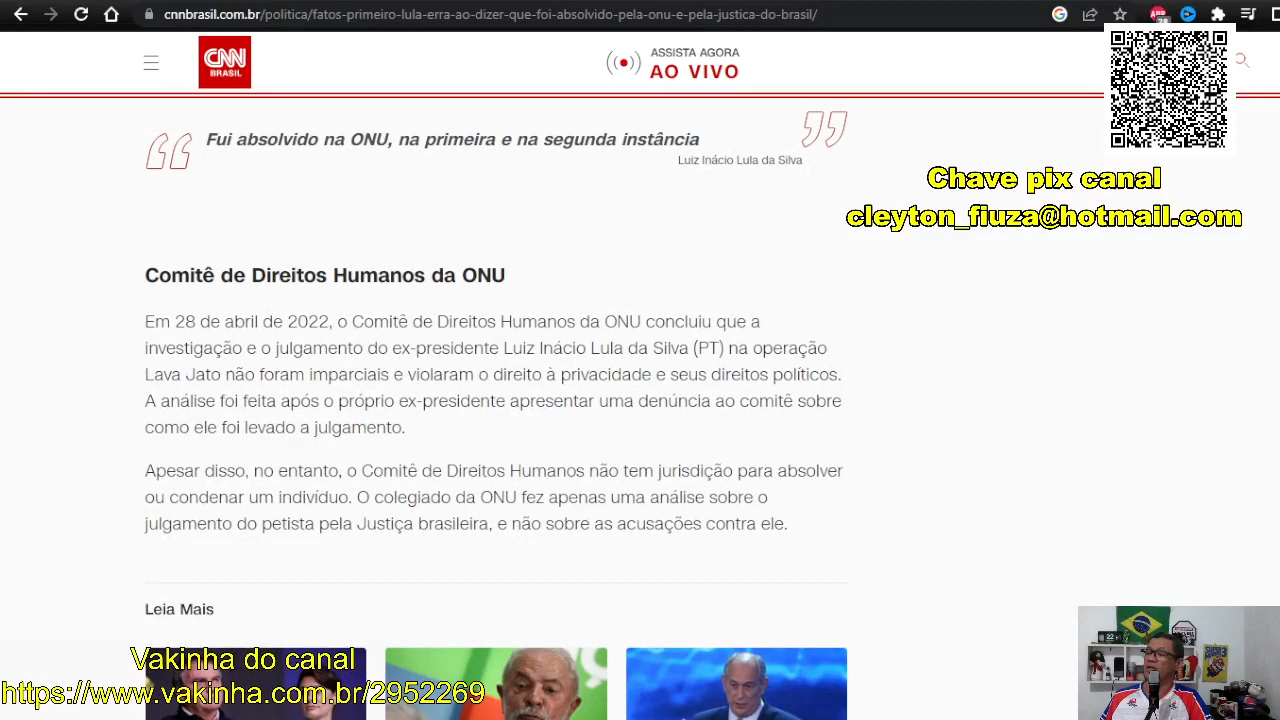 cnnbrasil.com.br/politica/fatos-primeiro-lula-erra-ao-dizer-que-foi-absolvido-pela-onu-e-pela-justica-do-brasil/
CNN
BRASIL
ASSISTA AGORA
AO VIVO
Fui absolvido na ONU, na primeira e na segunda instância
Luiz Inácio Lula da Silva
Chave pix canal
cleyton_fiuza@hotmail.com
Comitê de Direitos Humanos da ONU
Em 28 de abril de 2022, o Comitê de Direitos Humanos da ONU concluiu que a
investigação e o julgamento do ex-presidente Luiz Inácio Lula da Silva (PT) na operação
Lava Jato não foram imparciais e violaram o direito à privacidade e seus direitos políticos.
A análise foi feita após o próprio ex-presidente apresentar uma denúncia ao comitê sobre
como ele foi levado a julgamento.
Apesar disso, no entanto, o Comitê de Direitos Humanos não tem jurisdição para absolver
ou condenar um indivíduo. O colegiado da ONU fez apenas uma análise sobre o
julgamento do petista pela Justiça brasileira, e não sobre as acusações contra ele.
Leia Mais
Vakinha do canal
https://www.vakinha.com.br/2952269